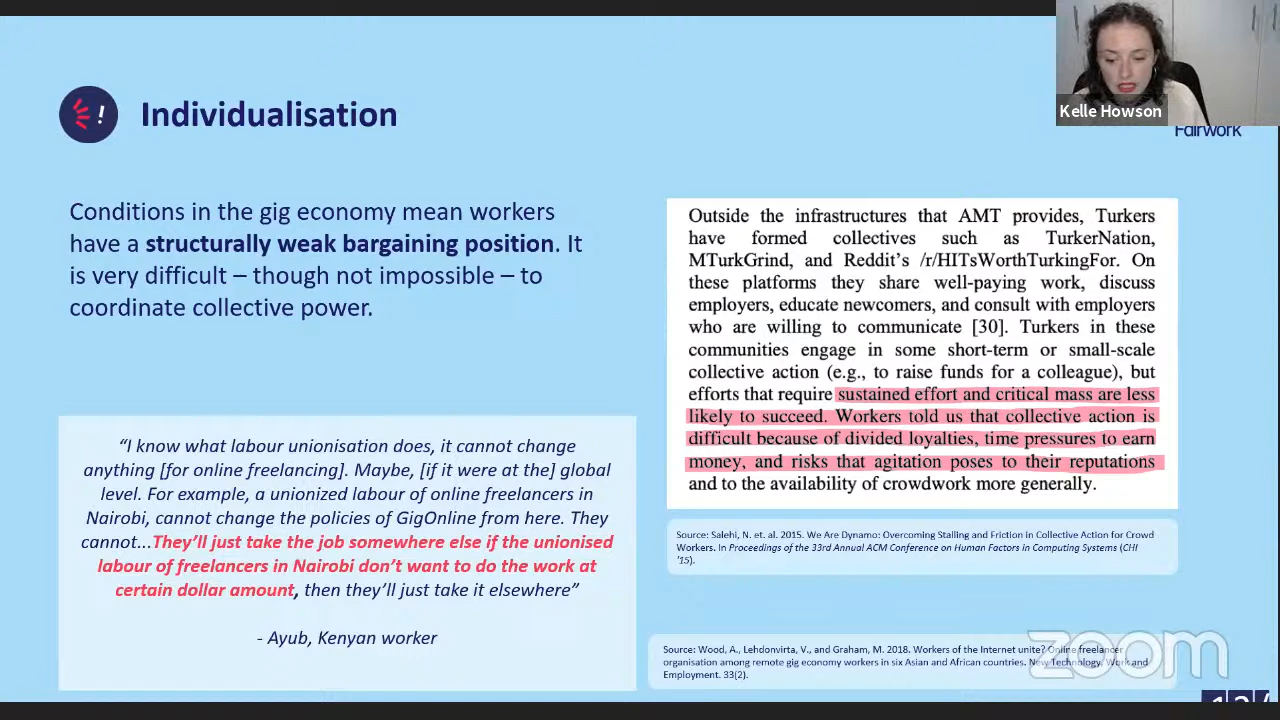 Individualisation
Kelle Howson
Fairwork
Conditions in the gig economy mean workers
have a structurally weak bargaining position. It
is very difficult – though not impossible – to
coordinate collective power.
“I know what labour unionisation does, it cannot change
anything [for online freelancing]. Maybe, [if it were at the] global
level. For example, a unionized labour of online freelancers in
Nairobi, cannot change the policies of GigOnline from here. They
cannot...They’ll just take the job somewhere else if the unionised
labour of freelancers in Nairobi don’t want to do the work at
certain dollar amount, then they’ll just take it elsewhere”
- Ayub, Kenyan worker
Outside the infrastructures that AMT provides, Turkers
have formed collectives such as TurkerNation,
MTurkGrind, and Reddit's /r/HITsWorthTurkingFor. On
these platforms they share well-paying work, discuss
employers, educate newcomers, and consult with employers
who are willing to communicate [30]. Turkers in these
communities engage in some short-term or small-scale
collective action (e.g., to raise funds for a colleague), but
efforts that require sustained effort and critical mass are less
likely to succeed. Workers told us that collective action is
difficult because of divided loyalties, time pressures to earn
money, and risks that agitation poses to their reputations
and to the availability of crowdwork more generally.
Source: Salehi, N. et. al. 2015. We Are Dynamo: Overcoming Stalling and Friction in Collective Action for Crowd
Workers. In Proceedings of the 33rd Annual ACM Conference on Human Factors in Computing Systems (CHI
'15).
Source: Wood, A., Lehdonvirta, V., and Graham, M. 2018. Workers of the Internet unite? Online freelancer
organisation among remote gig economy workers in six Asian and African countries. New Technology, Work and
Employment. 33(2).
zoom